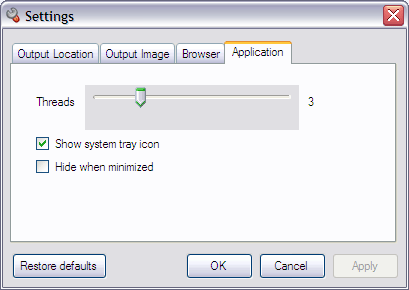 Settings
Output Location Output Image Browser Application
Threads 3
Show system tray icon
Hide when minimized
Restore defaults OK Cancel Apply